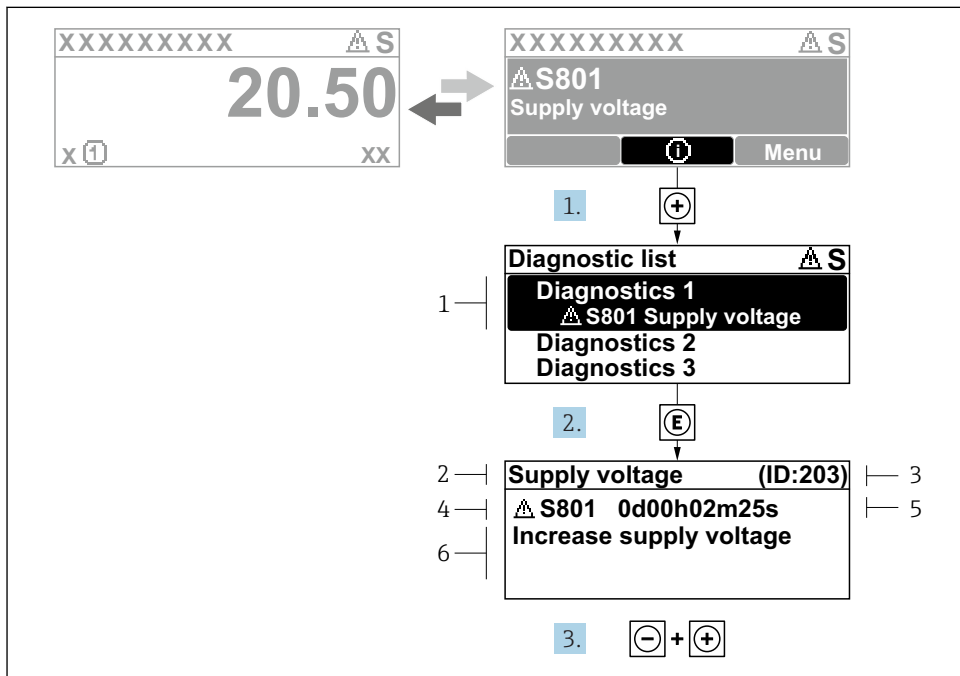 XXXXXXXXX S
20.50
X 1 XX
XXXXXXXXX S
S801
Supply voltage
i Menu
1. +
Diagnostic list S
1 Diagnostics 1
S801 Supply voltage
Diagnostics 2
Diagnostics 3
2. E
2 Supply voltage (ID:203) 3
4 S801 0d00h02m25s 5
6 Increase supply voltage
3. - + +